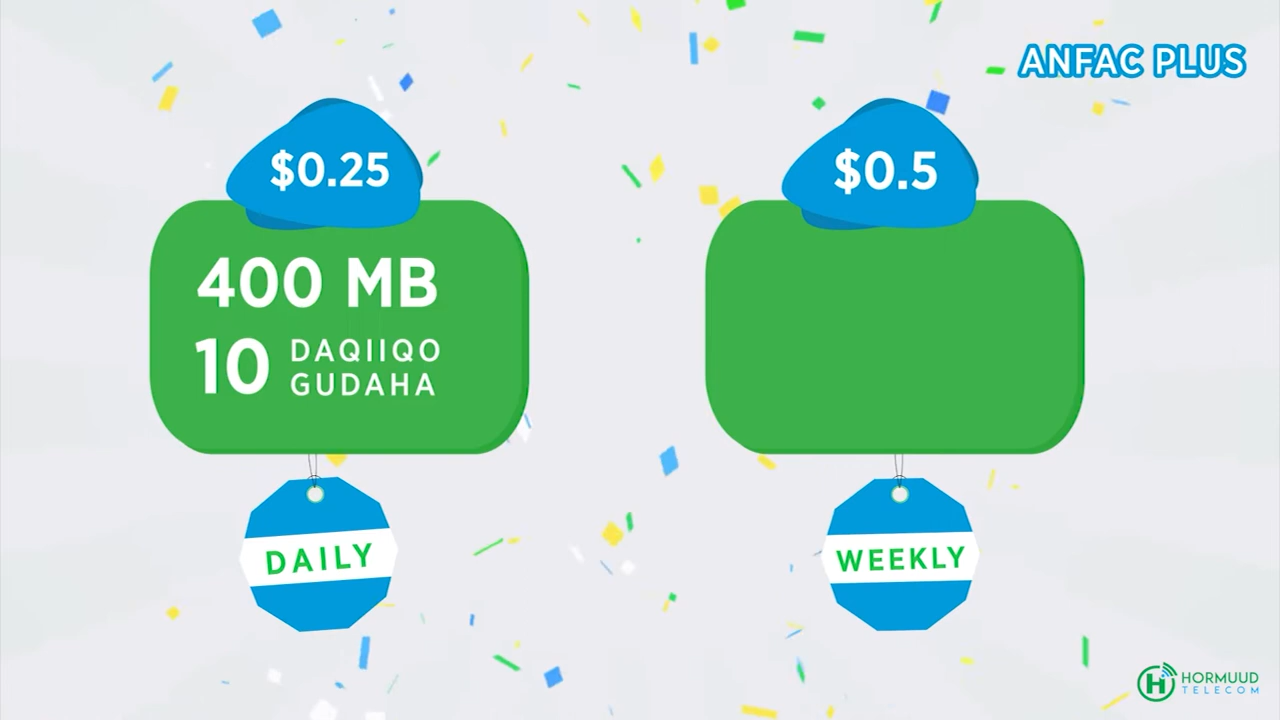 ANFAC PLUS
$0.25
400 MB
10 DAQIIQO
GUDAHA
DAILY
$0.5
WEEKLY
HORMUUD
TELECOM